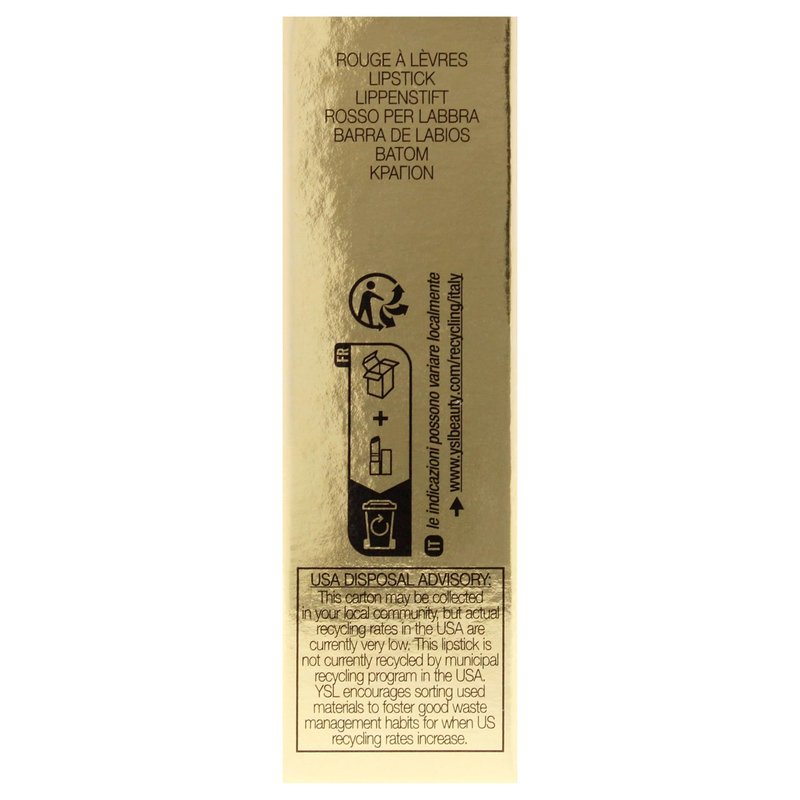 ROUGE À LÈVRES
LIPSTICK
LIPPENSTIFT
ROSSO PER LABBRA
BARRA DE LABIOS
BATOM
ΚΡΑΓΙΟΝ
FR
+
IT le indicazioni possono variare localmente
www.yslbeauty.com/recycling/italy
USA DISPOSAL ADVISORY:
This carton may be collected
in your local community, but actual
recycling rates in the USA are
currently very low. This lipstick is
not currently recycled by municipal
recycling program in the USA.
YSL encourages sorting used
materials to foster good waste
management habits for when US
recycling rates increase.